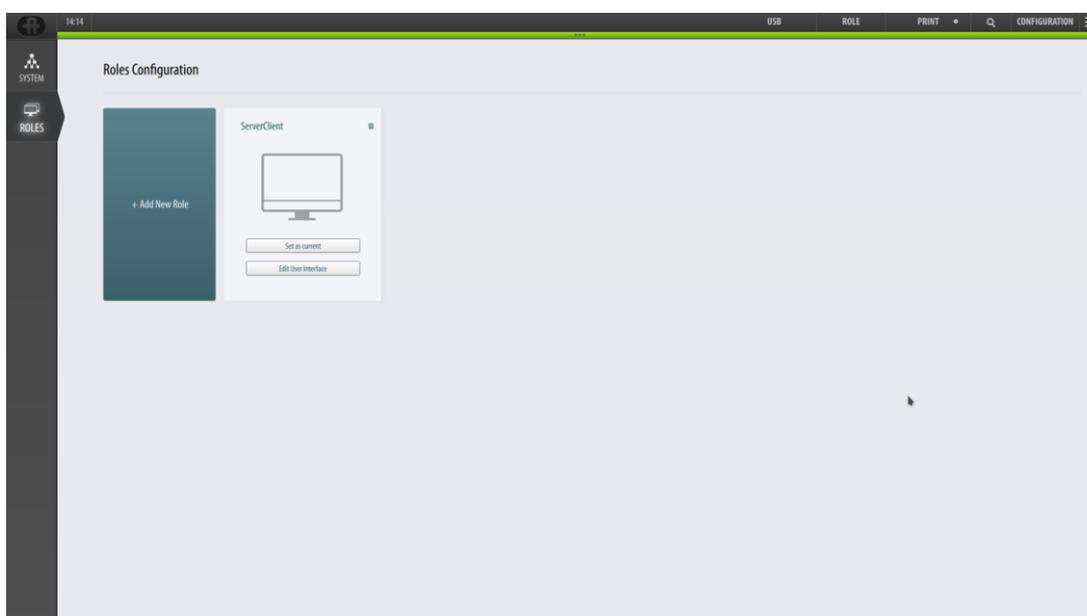 14:14
USB
ROLE
PRINT
CONFIGURATION
SYSTEM
ROLES
Roles Configuration
+ Add New Role
ServerClient
Set as current
Edit User Interface